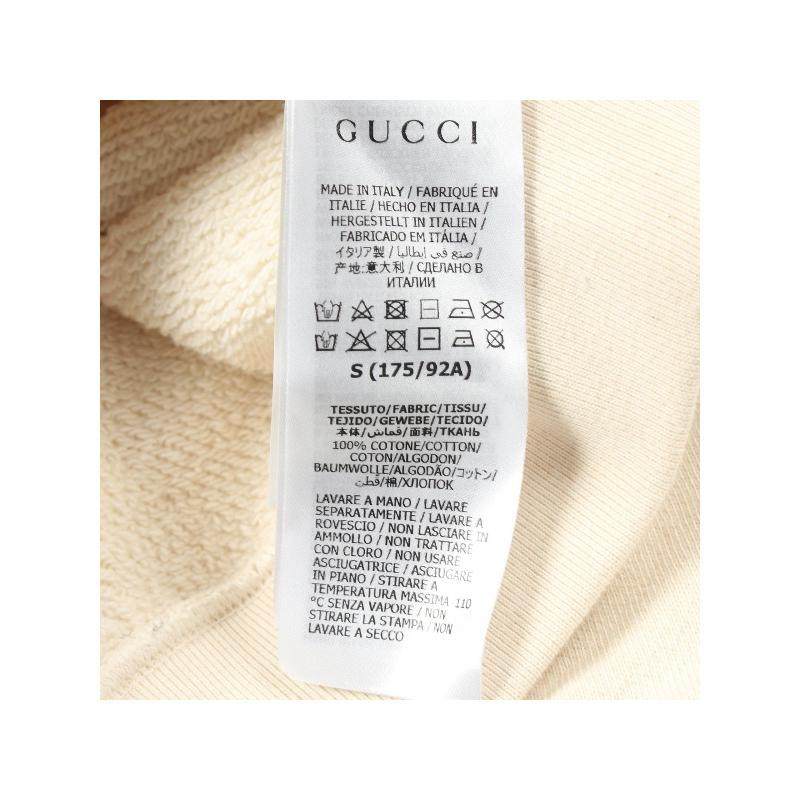 GUCCI
MADE IN ITALY / FABRIQUÉ EN
ITALIE / HECHO EN ITALIA /
HERGESTELLT IN ITALIEN /
FABRICADO EM ITÁLIA /
イタリア製 / صنع في إيطاليا /
产地:意大利 / СДЕЛАНО В
ИТАЛИИ
S (175/92A)
TESSUTO/FABRIC/TISSU/
TEJIDO/GEWEBE/TECIDO/
本体/قماش/面料/ТКАНЬ
100% COTONE/COTTON/
COTON/ALGODON/
BAUMWOLLE/ALGODÃO/コットン/
قطن/棉/ХЛОПОК
LAVARE A MANO / LAVARE
SEPARATAMENTE / LAVARE A
ROVESCIO / NON LASCIARE IN
AMMOLLO / NON TRATTARE
CON CLORO / NON USARE
ASCIUGATRICE / ASCIUGARE
IN PIANO / STIRARE A
TEMPERATURA MASSIMA 110
°C SENZA VAPORE / NON
STIRARE LA STAMPA / NON
LAVARE A SECCO